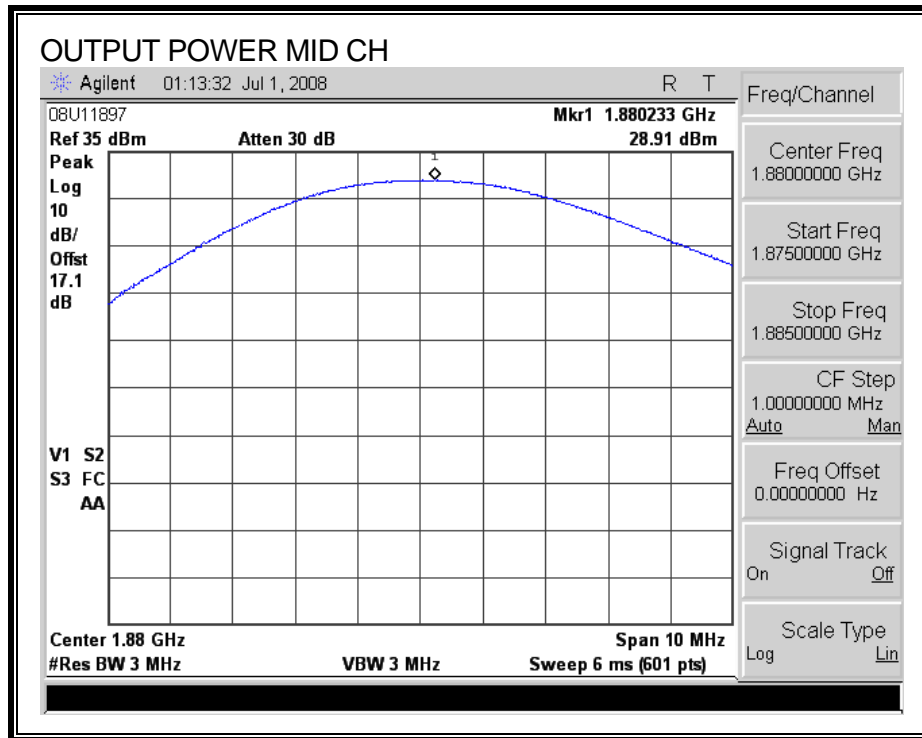 OUTPUT POWER MID CH
Agilent 01:13:32 Jul 1, 2008 R T
08U11897 Mkr1 1.880233 GHz
Ref 35 dBm Atten 30 dB 28.91 dBm
Peak
Log
10
dB/
Offst
17.1
dB
1
V1 S2
S3 FC
AA
Center 1.88 GHz Span 10 MHz
#Res BW 3 MHz VBW 3 MHz Sweep 6 ms (601 pts)
Freq/Channel
Center Freq
1.88000000 GHz
Start Freq
1.87500000 GHz
Stop Freq
1.88500000 GHz
CF Step
1.00000000 MHz
Auto Man
Freq Offset
0.00000000 Hz
Signal Track
On Off
Scale Type
Log Lin